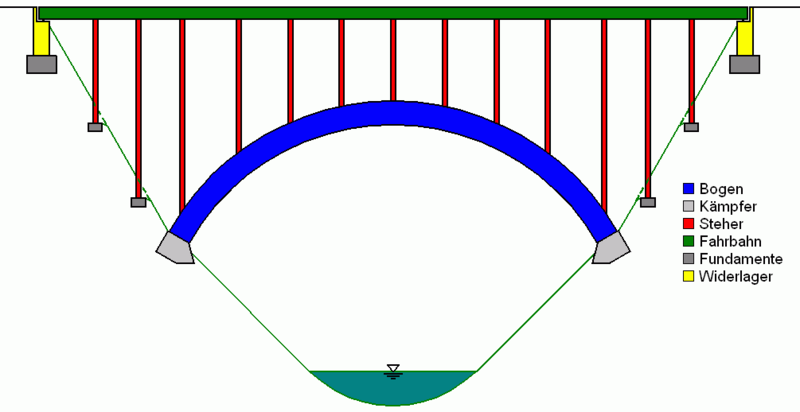 Bogen
Kämpfer
Steher
Fahrbahn
Fundamente
Widerlager